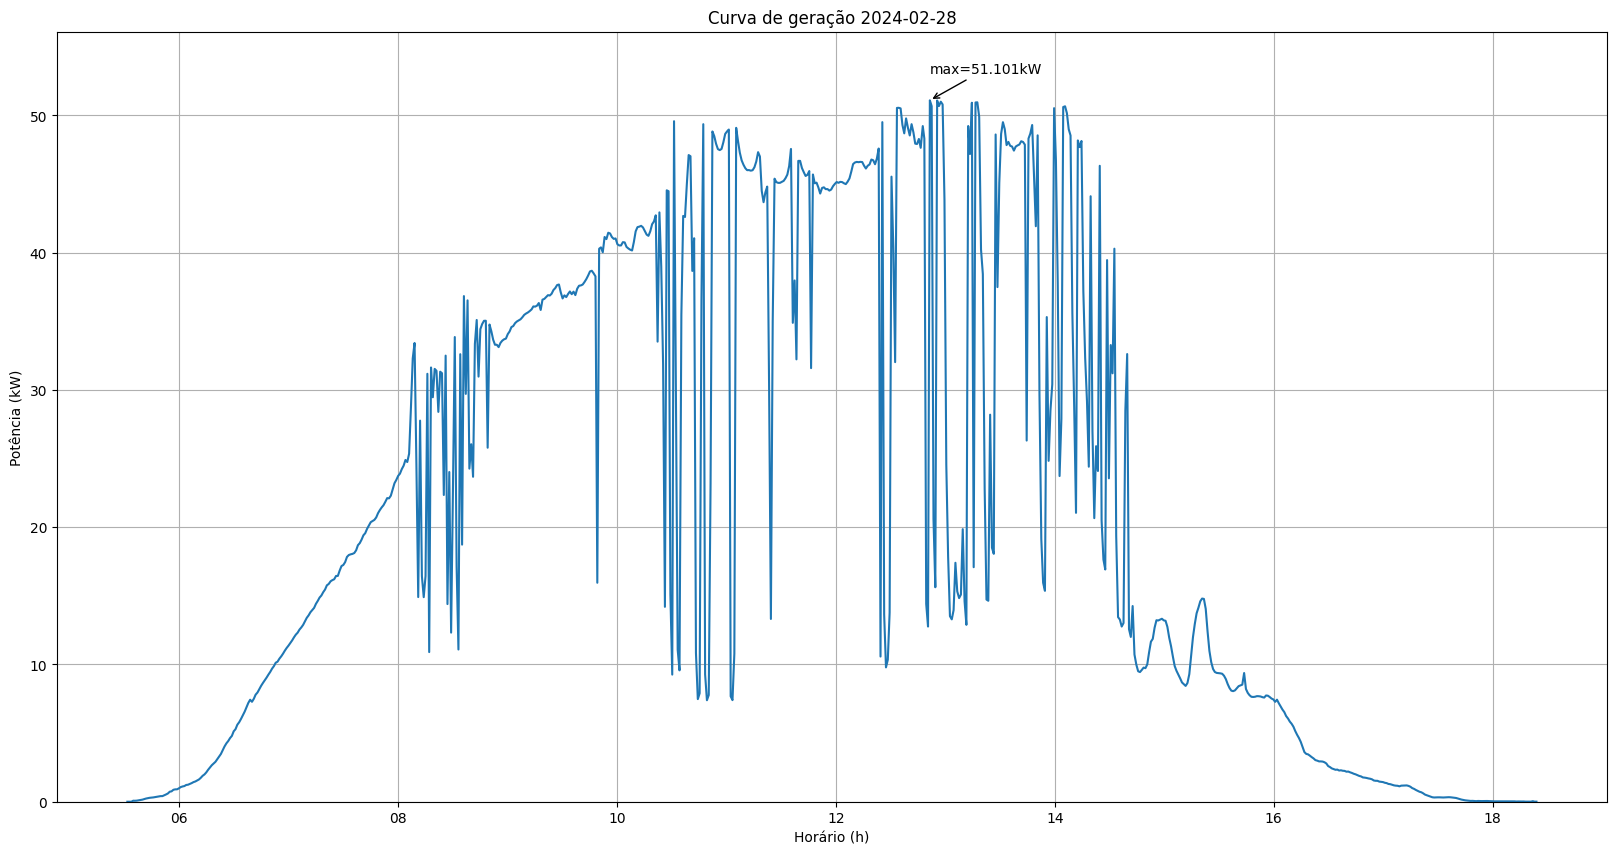 Curva de geração 2024-02-28
max=51.101kW
50
40
30
20
10
0
Potência (kW)
06 08 10 12 14 16 18
Horário (h)